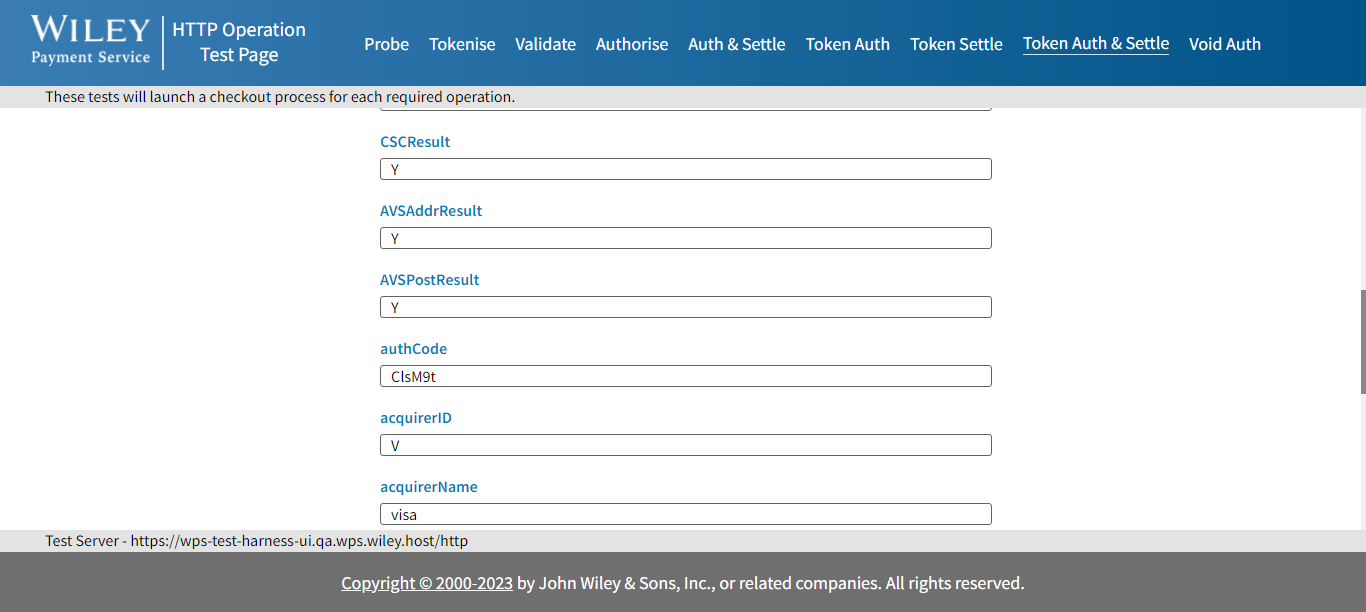 WILEY
Payment Service
HTTP Operation
Test Page
Probe Tokenise Validate Authorise Auth & Settle Token Auth Token Settle Token Auth & Settle Void Auth
These tests will launch a checkout process for each required operation.
CSCResult
Y
AVSAddrResult
Y
AVSPostResult
Y
authCode
ClsM9t
acquirerID
V
acquirerName
visa
Test Server - https://wps-test-harness-ui.qa.wps.wiley.host/http
Copyright © 2000-2023 by John Wiley & Sons, Inc., or related companies. All rights reserved.